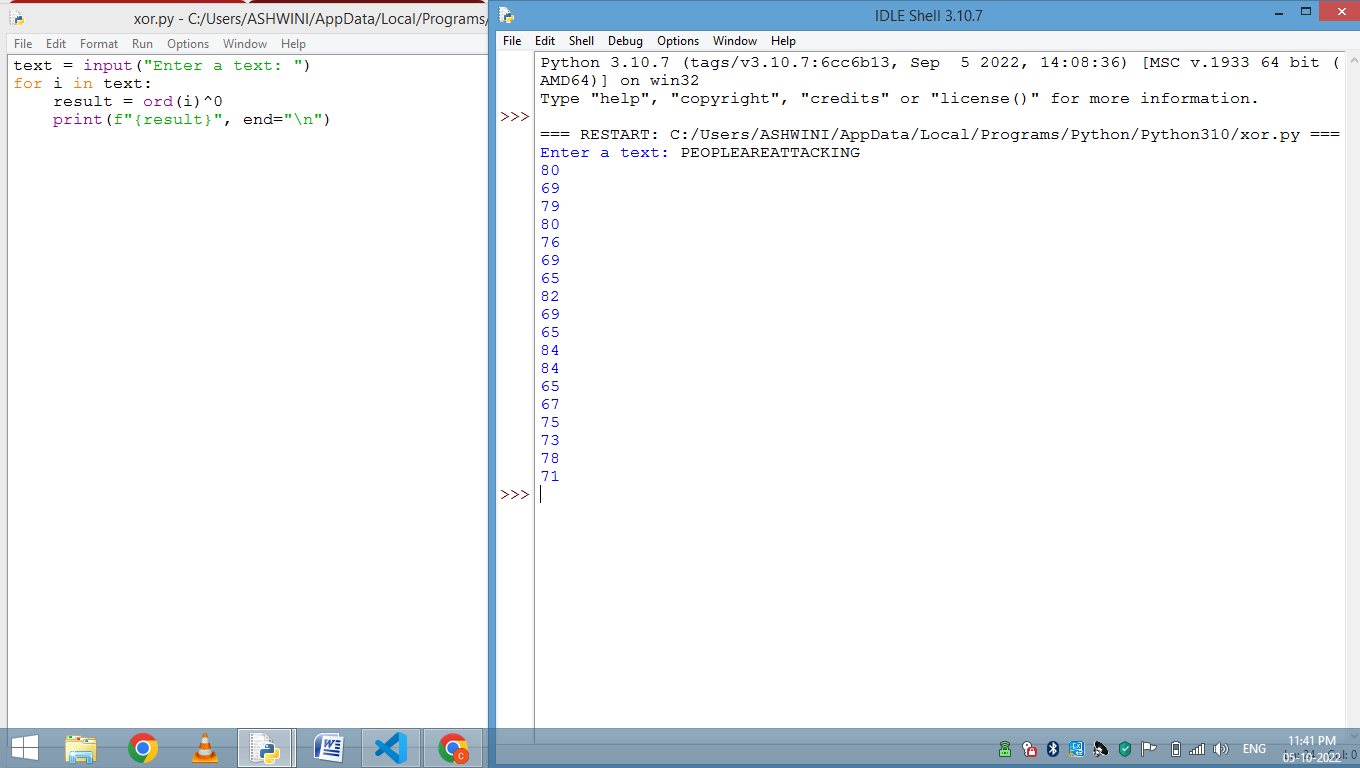 xor.py - C:/Users/ASHWINI/AppData/Local/Programs/
File Edit Format Run Options Window Help
text = input("Enter a text: ")
for i in text:
    result = ord(i)^0
    print(f"{result}", end="\n")
IDLE Shell 3.10.7
File Edit Shell Debug Options Window Help
Python 3.10.7 (tags/v3.10.7:6cc6b13, Sep  5 2022, 14:08:36) [MSC v.1933 64 bit (
AMD64)] on win32
Type "help", "copyright", "credits" or "license()" for more information.
>>>
=== RESTART: C:/Users/ASHWINI/AppData/Local/Programs/Python/Python310/xor.py ===
Enter a text: PEOPLEAREATTACKING
80
69
79
80
76
69
65
82
69
65
84
84
65
67
75
73
78
71
>>>
ENG
11:41 PM
05-10-2022